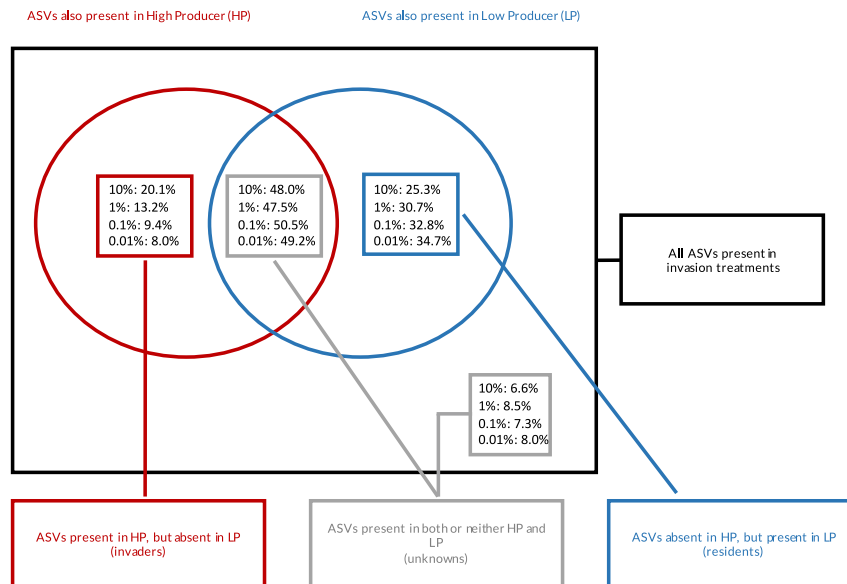 ASVs also present in High Producer (HP)
ASVs also present in Low Producer (LP)
10%: 20.1%
1%: 13.2%
0.1%: 9.4%
0.01%: 8.0%
10%: 48.0%
1%: 47.5%
0.1%: 50.5%
0.01%: 49.2%
10%: 25.3%
1%: 30.7%
0.1%: 32.8%
0.01%: 34.7%
All ASVs present in
invasion treatments
10%: 6.6%
1%: 8.5%
0.1%: 7.3%
0.01%: 8.0%
ASVs present in HP, but absent in LP
(invaders)
ASVs present in both or neither HP and
LP
(unknowns)
ASVs absent in HP, but present in LP
(residents)